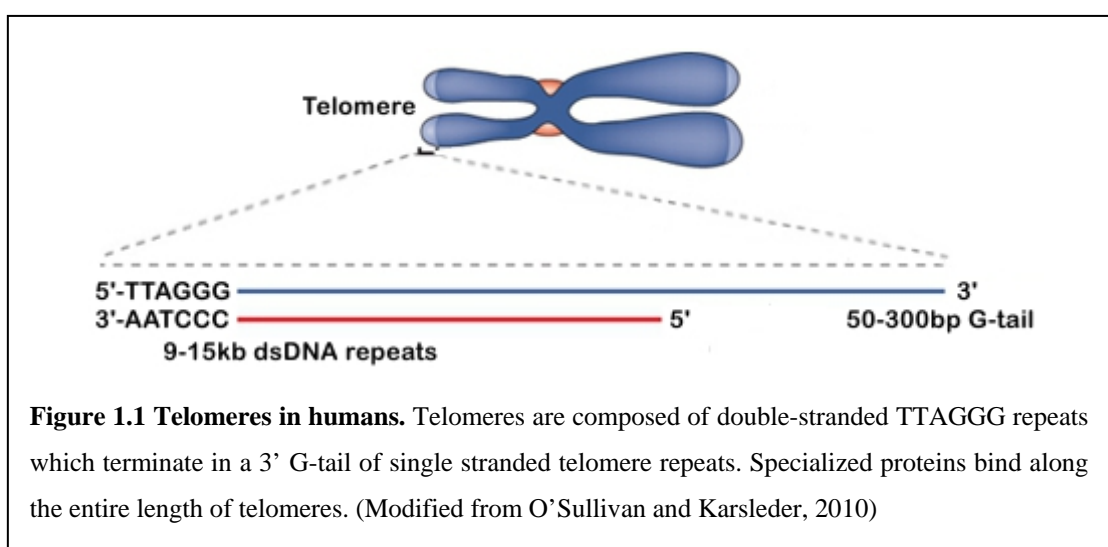 Telomere
5'-TTAGGG 3'
3'-AATCCC 5' 50-300bp G-tail
9-15kb dsDNA repeats
Figure 1.1 Telomeres in humans. Telomeres are composed of double-stranded TTAGGG repeats
which terminate in a 3’ G-tail of single stranded telomere repeats. Specialized proteins bind along
the entire length of telomeres. (Modified from O’Sullivan and Karsleder, 2010)